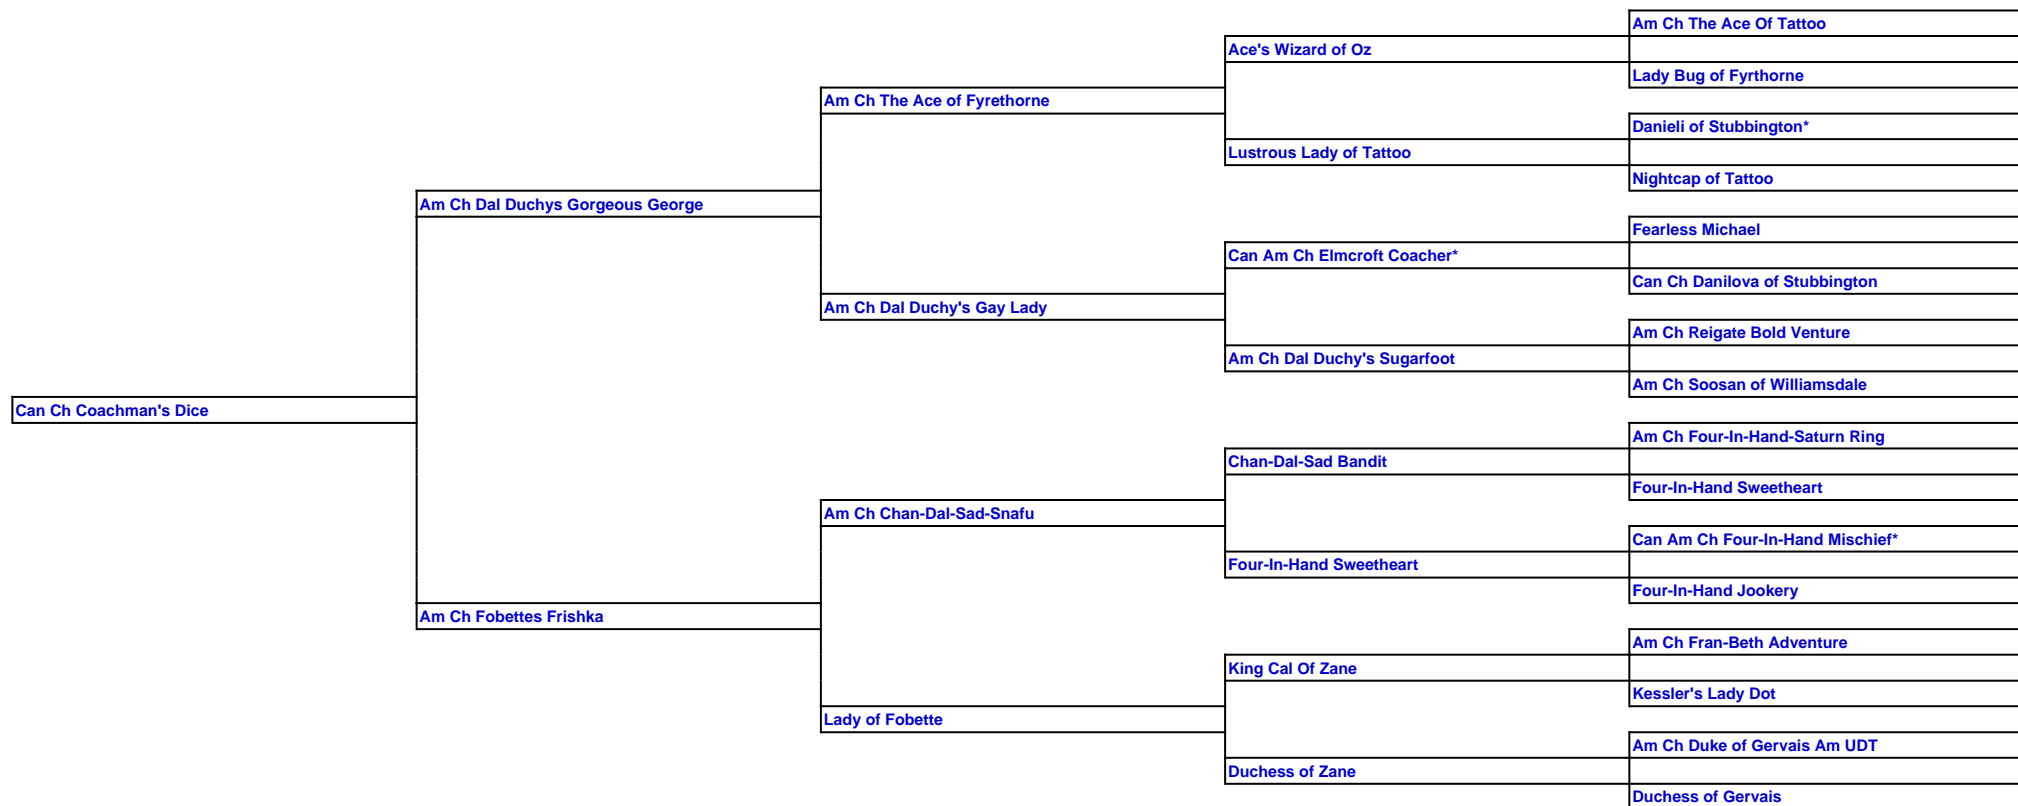 Am Ch The Ace Of Tattoo
Ace's Wizard of Oz
Lady Bug of Fyrthorne
Am Ch The Ace of Fyrethorne
Danieli of Stubbington*
Lustrous Lady of Tattoo
Nightcap of Tattoo
Am Ch Dal Duchys Gorgeous George
Fearless Michael
Can Am Ch Elmcroft Coacher*
Can Ch Danilova of Stubbington
Am Ch Dal Duchy's Gay Lady
Am Ch Reigate Bold Venture
Am Ch Dal Duchy's Sugarfoot
Am Ch Soosan of Williamsdale
Can Ch Coachman's Dice
Am Ch Four-In-Hand-Saturn Ring
Chan-Dal-Sad Bandit
Four-In-Hand Sweetheart
Am Ch Chan-Dal-Sad-Snafu
Can Am Ch Four-In-Hand Mischief*
Four-In-Hand Sweetheart
Four-In-Hand Jookery
Am Ch Fobettes Frishka
Am Ch Fran-Beth Adventure
King Cal Of Zane
Kessler's Lady Dot
Lady of Fobette
Am Ch Duke of Gervais Am UDT
Duchess of Zane
Duchess of Gervais